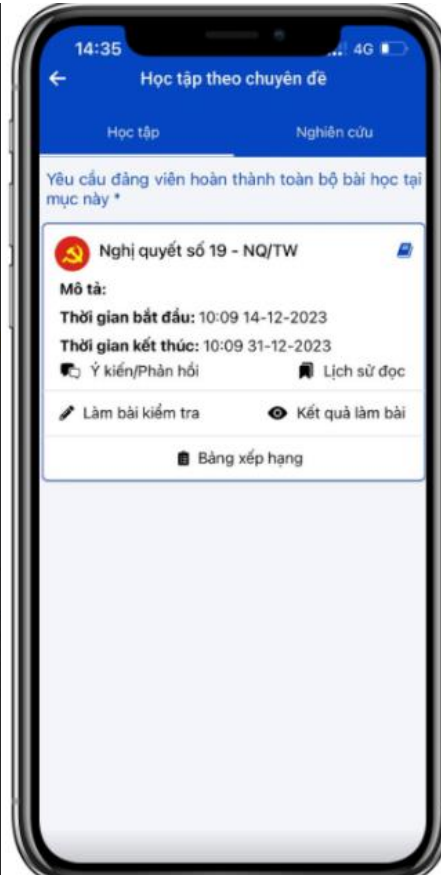 14:35 4G
Học tập theo chuyên đề
Học tập Nghiên cứu
Yêu cầu đảng viên hoàn thành toàn bộ bài học tại
mục này *
Nghị quyết số 19 - NQ/TW
Mô tả:
Thời gian bắt đầu: 10:09 14-12-2023
Thời gian kết thúc: 10:09 31-12-2023
Ý kiến/Phản hồi Lịch sử đọc
Làm bài kiểm tra Kết quả làm bài
Bảng xếp hạng